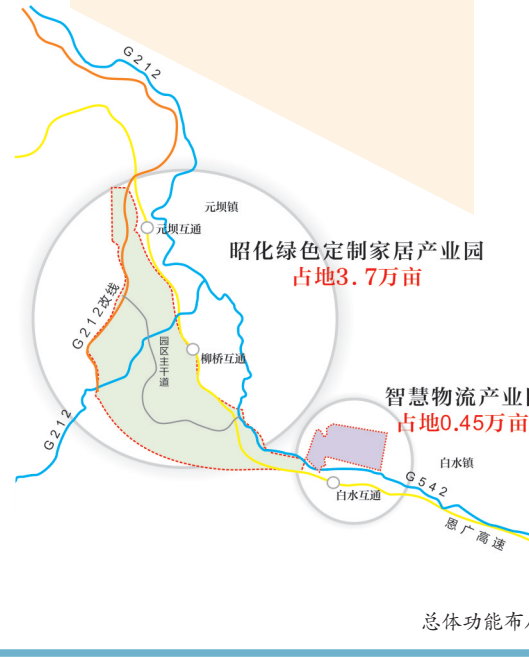 G212
元坝镇
元坝互通
昭化绿色定制家居产业园
占地3.7万亩
G212改线
园区主干道
柳桥互通
智慧物流产业
占地0.45万亩
G212
白水镇
G542
白水互通
恩广高速
总体功能布